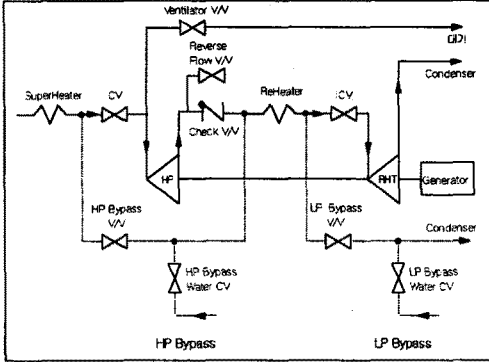 Ventilator V/V
Reverse
Flow V/V
Condenser
SuperHeater
CV
ReHeater
ICV
Check V/V
HP
RHT
Generator
HP Bypass
V/V
LP Bypass
V/V
Condenser
HP Bypass
Water CV
LP Bypass
Water CV
HP Bypass
LP Bypass